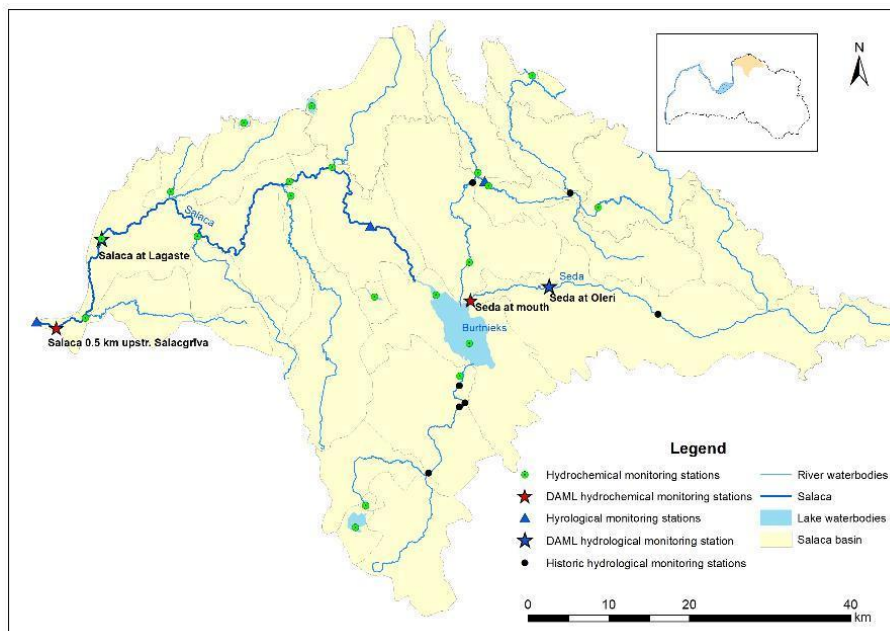 N
Salaca
Salaca at Lagaste
Seda
Seda at Oleri
Seda at mouth
Burtnieks
Salaca 0.5 km upstr. Salacgrīva
Legend
Hydrochemical monitoring stations
DAML hydrochemical monitoring stations
Hyrological monitoring stations
DAML hydrological monitoring station
Historic hydrological monitoring stations
River waterbodies
Salaca
Lake waterbodies
Salaca basin
0 10 20 40
km